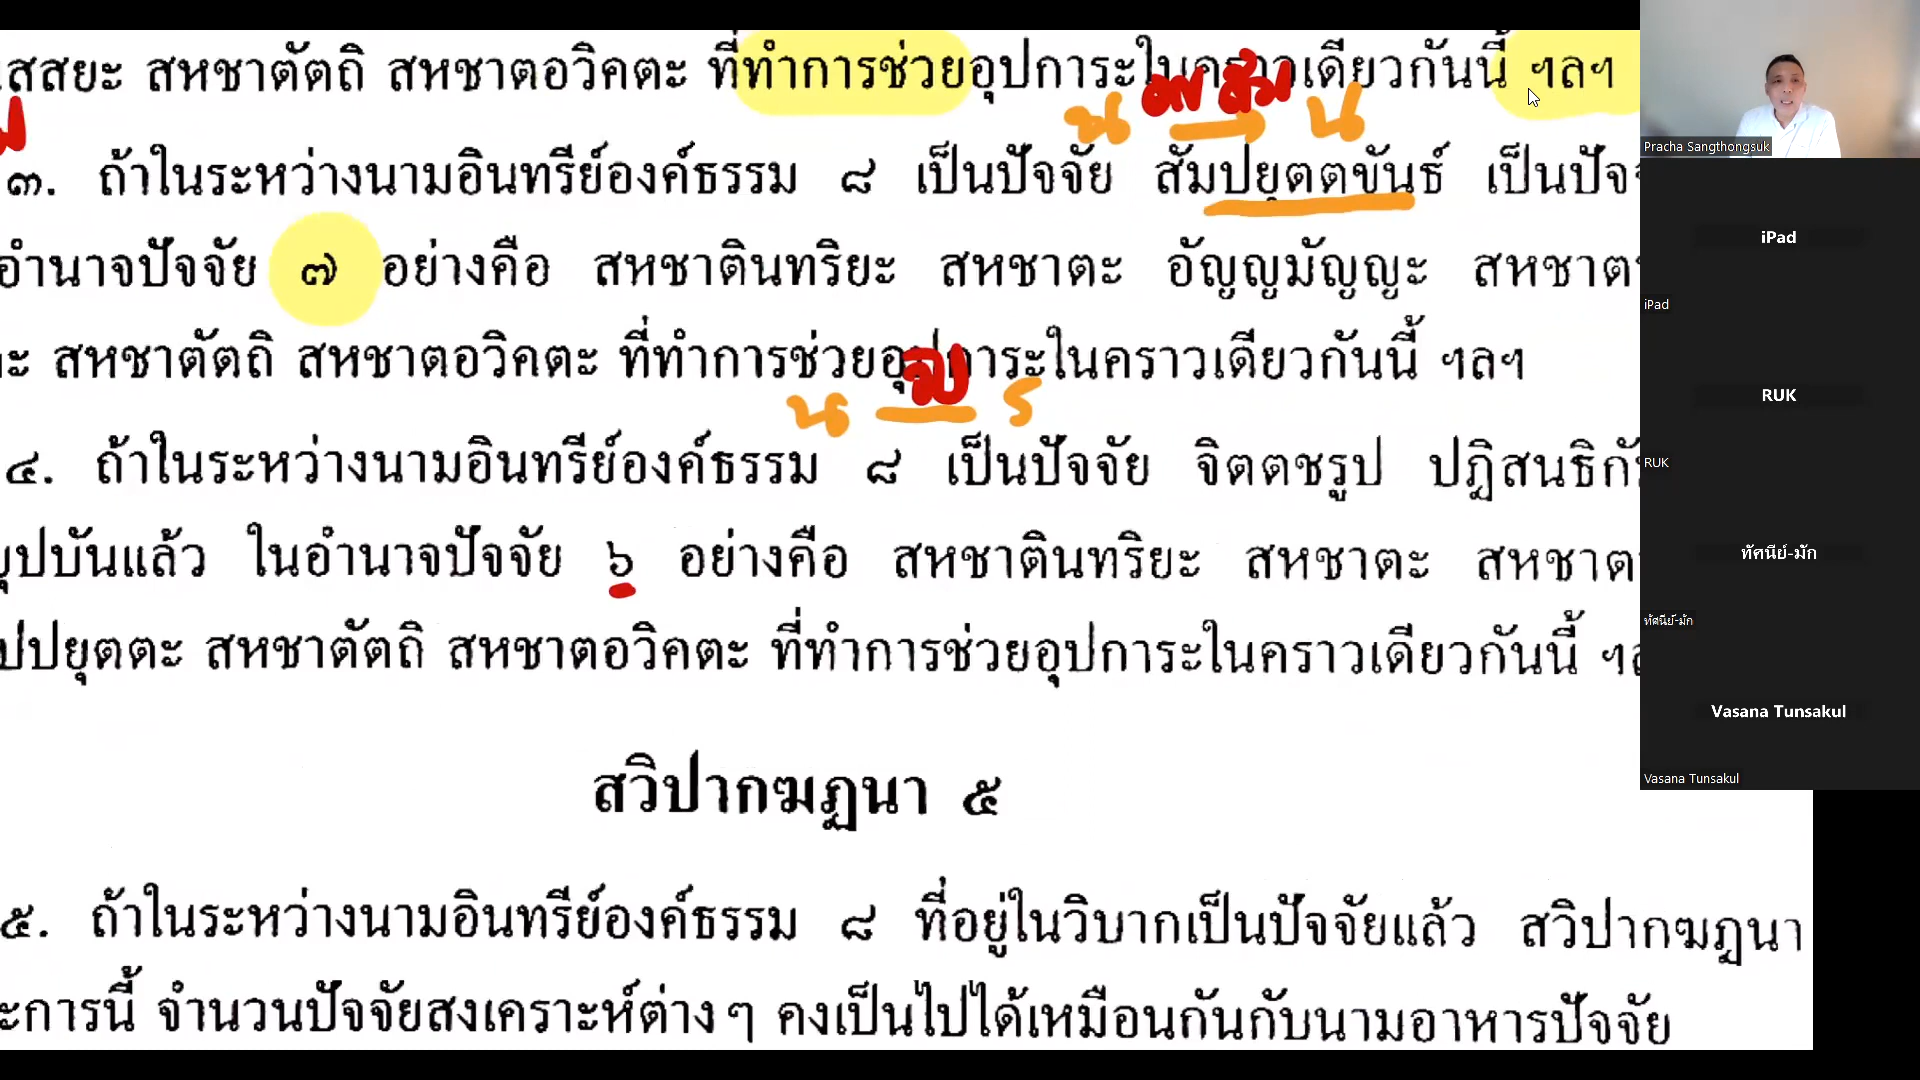 สสยะ สหชาตัตถิ สหชาตอวิคตะ ที่ทำการช่วยอุปการะในคราวเดียวกันนี้ ฯลฯ
น น
๓. ถ้าในระหว่างนามอินทรีย์องค์ธรรม ๘ เป็นปัจจัย สัมปยุตตขันธ์ เป็นปัจ
อำนาจปัจจัย ๗ อย่างคือ สหชาตินทริยะ สหชาตะ อัญญมัญญะ สหชาต
ะ สหชาตัตถิ สหชาตอวิคตะ ที่ทำการช่วยอุปการะในคราวเดียวกันนี้ ฯลฯ
น ร
๔. ถ้าในระหว่างนามอินทรีย์องค์ธรรม ๘ เป็นปัจจัย จิตตชรูป ปฏิสนธิกั
ุปบันแล้ว ในอำนาจปัจจัย ๖ อย่างคือ สหชาตินทริยะ สหชาตะ สหชาต
ปปยุตตะ สหชาตัตถิ สหชาตอวิคตะ ที่ทำการช่วยอุปการะในคราวเดียวกันนี้ ฯล
สวิปากฆฏนา ๕
๕. ถ้าในระหว่างนามอินทรีย์องค์ธรรม ๘ ที่อยู่ในวิบากเป็นปัจจัยแล้ว สวิปากฆฏนา
ะการนี้ จำนวนปัจจัยสงเคราะห์ต่าง ๆ คงเป็นไปได้เหมือนกันกับนามอาหารปัจจัย
Pracha Sangthongsuk
iPad
iPad
RUK
RUK
ทัศนีย์-มัก
ทัศนีย์-มัก
Vasana Tunsakul
Vasana Tunsakul